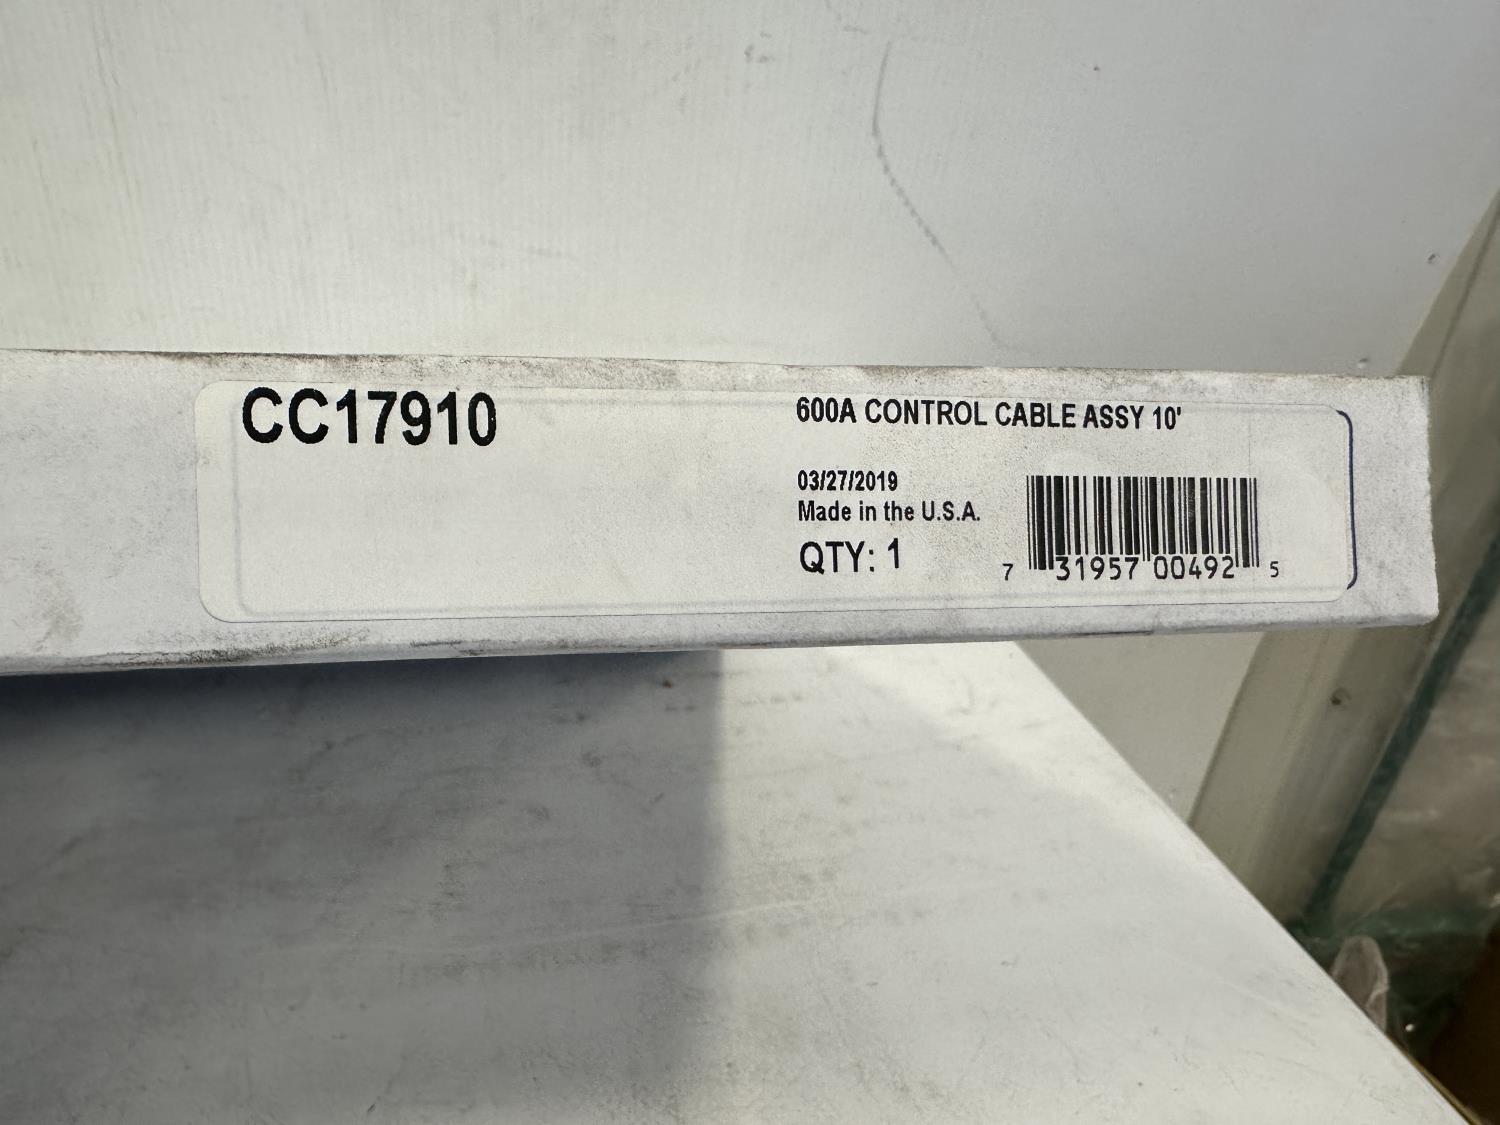 CC17910
600A CONTROL CABLE ASSY 10'
03/27/2019
Made in the U.S.A.
QTY: 1
7 31957 00492 5